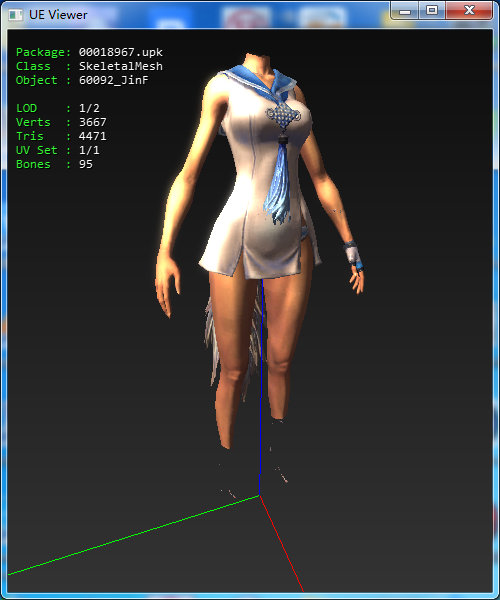 UE Viewer
Package: 00018967.upk
Class : SkeletalMesh
Object : 60092_JinF
LOD : 1/2
Verts : 3667
Tris : 4471
UV Set : 1/1
Bones : 95